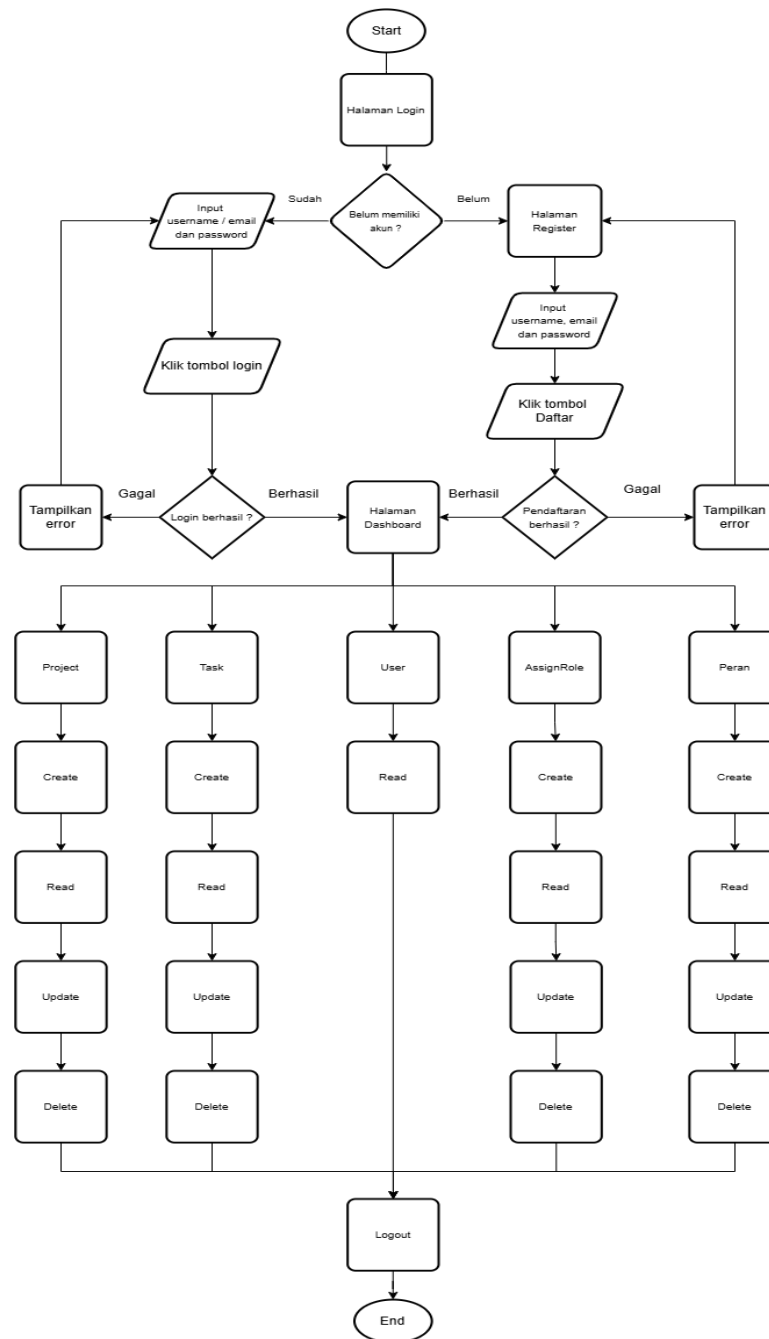 Start
Halaman Login
Sudah
Belum memiliki
akun ?
Belum
Input
username / email
dan password
Halaman
Register
Input
username, email
dan password
Klik tombol login
Klik tombol
Daftar
Tampilkan
error
Gagal
Login berhasil ?
Berhasil
Halaman
Dashboard
Berhasil
Pendaftaran
berhasil ?
Gagal
Tampilkan
error
Project
Task
User
AssignRole
Peran
Create
Create
Read
Create
Create
Read
Read
Read
Read
Update
Update
Update
Update
Delete
Delete
Delete
Delete
Logout
End